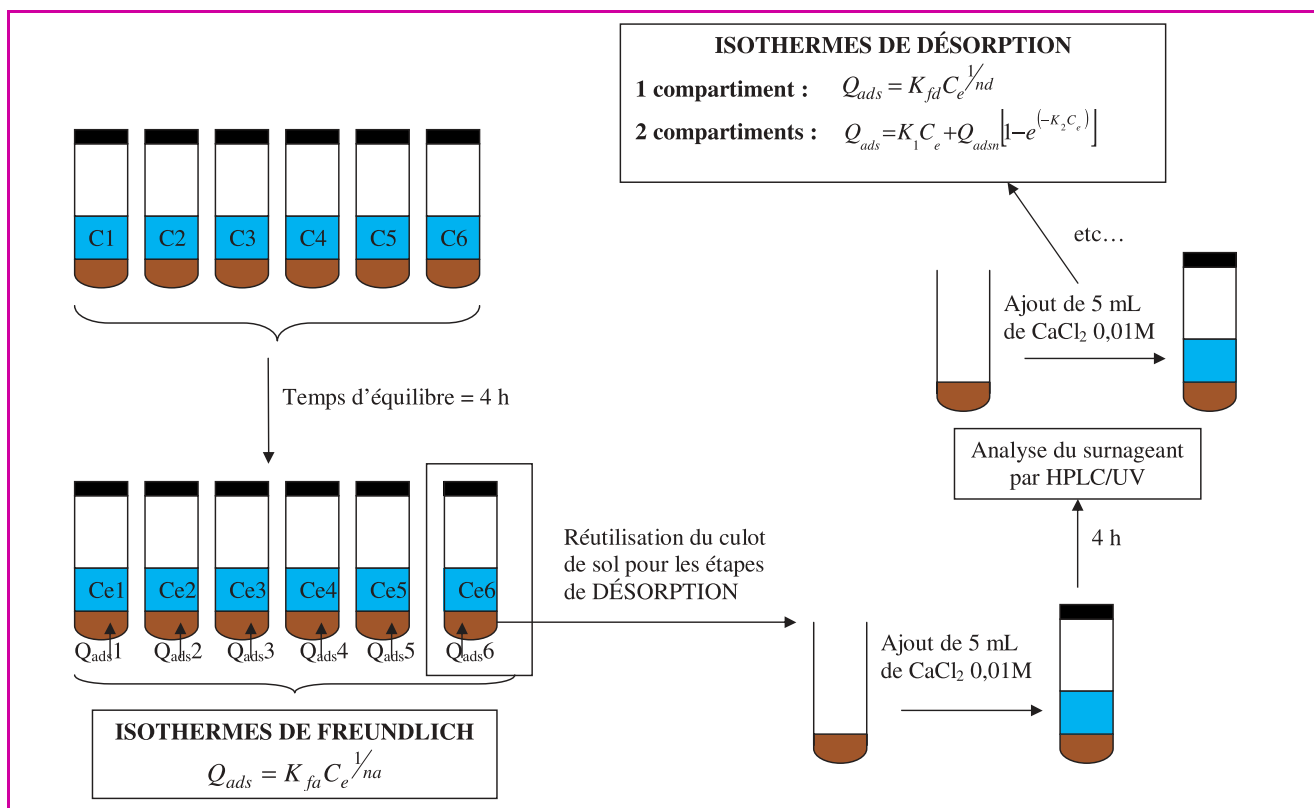 ISOTHERMES DE DÉSORPTION
1 compartiment : Q_ads = K_fd C_e^1/nd
2 compartiments : Q_ads = K_1 C_e + Q_adsn [1 − e^(−K_2 C_e)]
C1 C2 C3 C4 C5 C6
etc…
Ajout de 5 mL
de CaCl₂ 0,01M
Temps d’équilibre = 4 h
Analyse du surnageant
par HPLC/UV
4 h
Réutilisation du culot
de sol pour les étapes
de DÉSORPTION
Ce1 Ce2 Ce3 Ce4 Ce5 Ce6
Q_ads1 Q_ads2 Q_ads3 Q_ads4 Q_ads5 Q_ads6
Ajout de 5 mL
de CaCl₂ 0,01M
ISOTHERMES DE FREUNDLICH
Q_ads = K_fa C_e^1/na